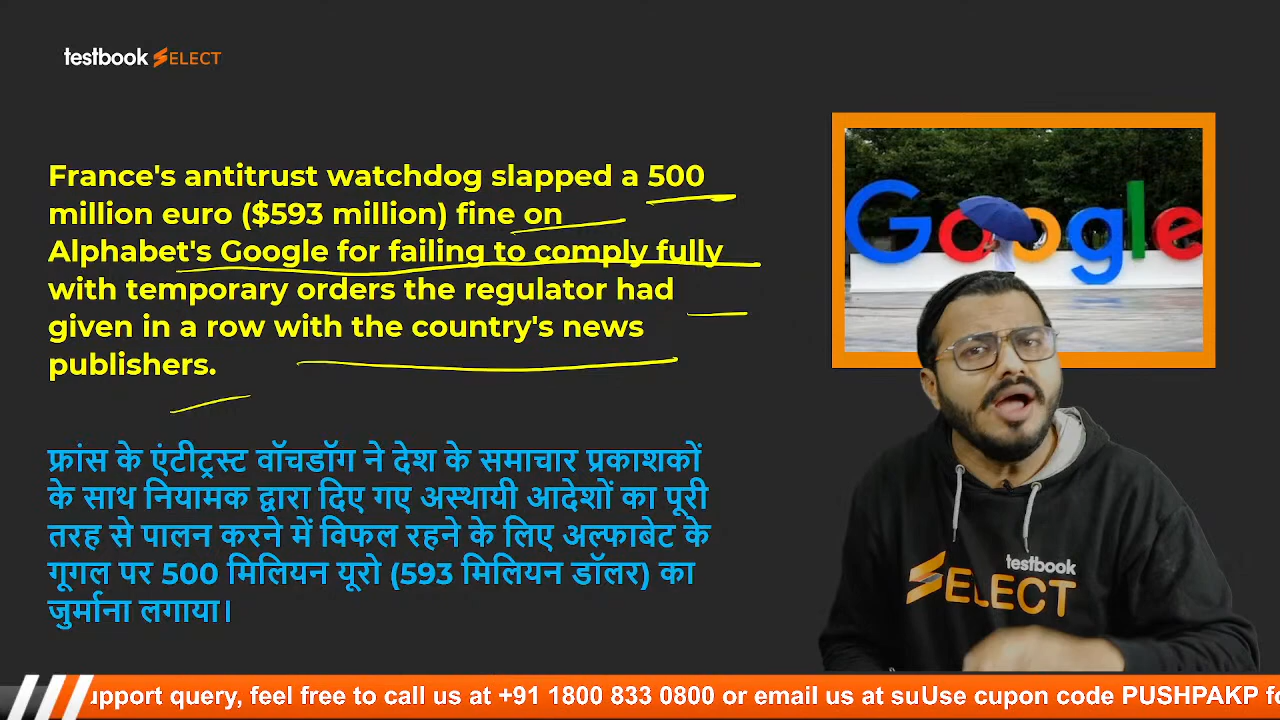 testbook SELECT
France's antitrust watchdog slapped a 500
million euro ($593 million) fine on
Alphabet's Google for failing to comply fully
with temporary orders the regulator had
given in a row with the country's news
publishers.
Google
फ्रांस के एंटीट्रस्ट वॉचडॉग ने देश के समाचार प्रकाशकों
के साथ नियामक द्वारा दिए गए अस्थायी आदेशों का पूरी
तरह से पालन करने में विफल रहने के लिए अल्फाबेट के
गूगल पर 500 मिलियन यूरो (593 मिलियन डॉलर) का
जुर्माना लगाया।
testbook
SELECT
upport query, feel free to call us at +91 1800 833 0800 or email us at suUse cupon code PUSHPAKP fo